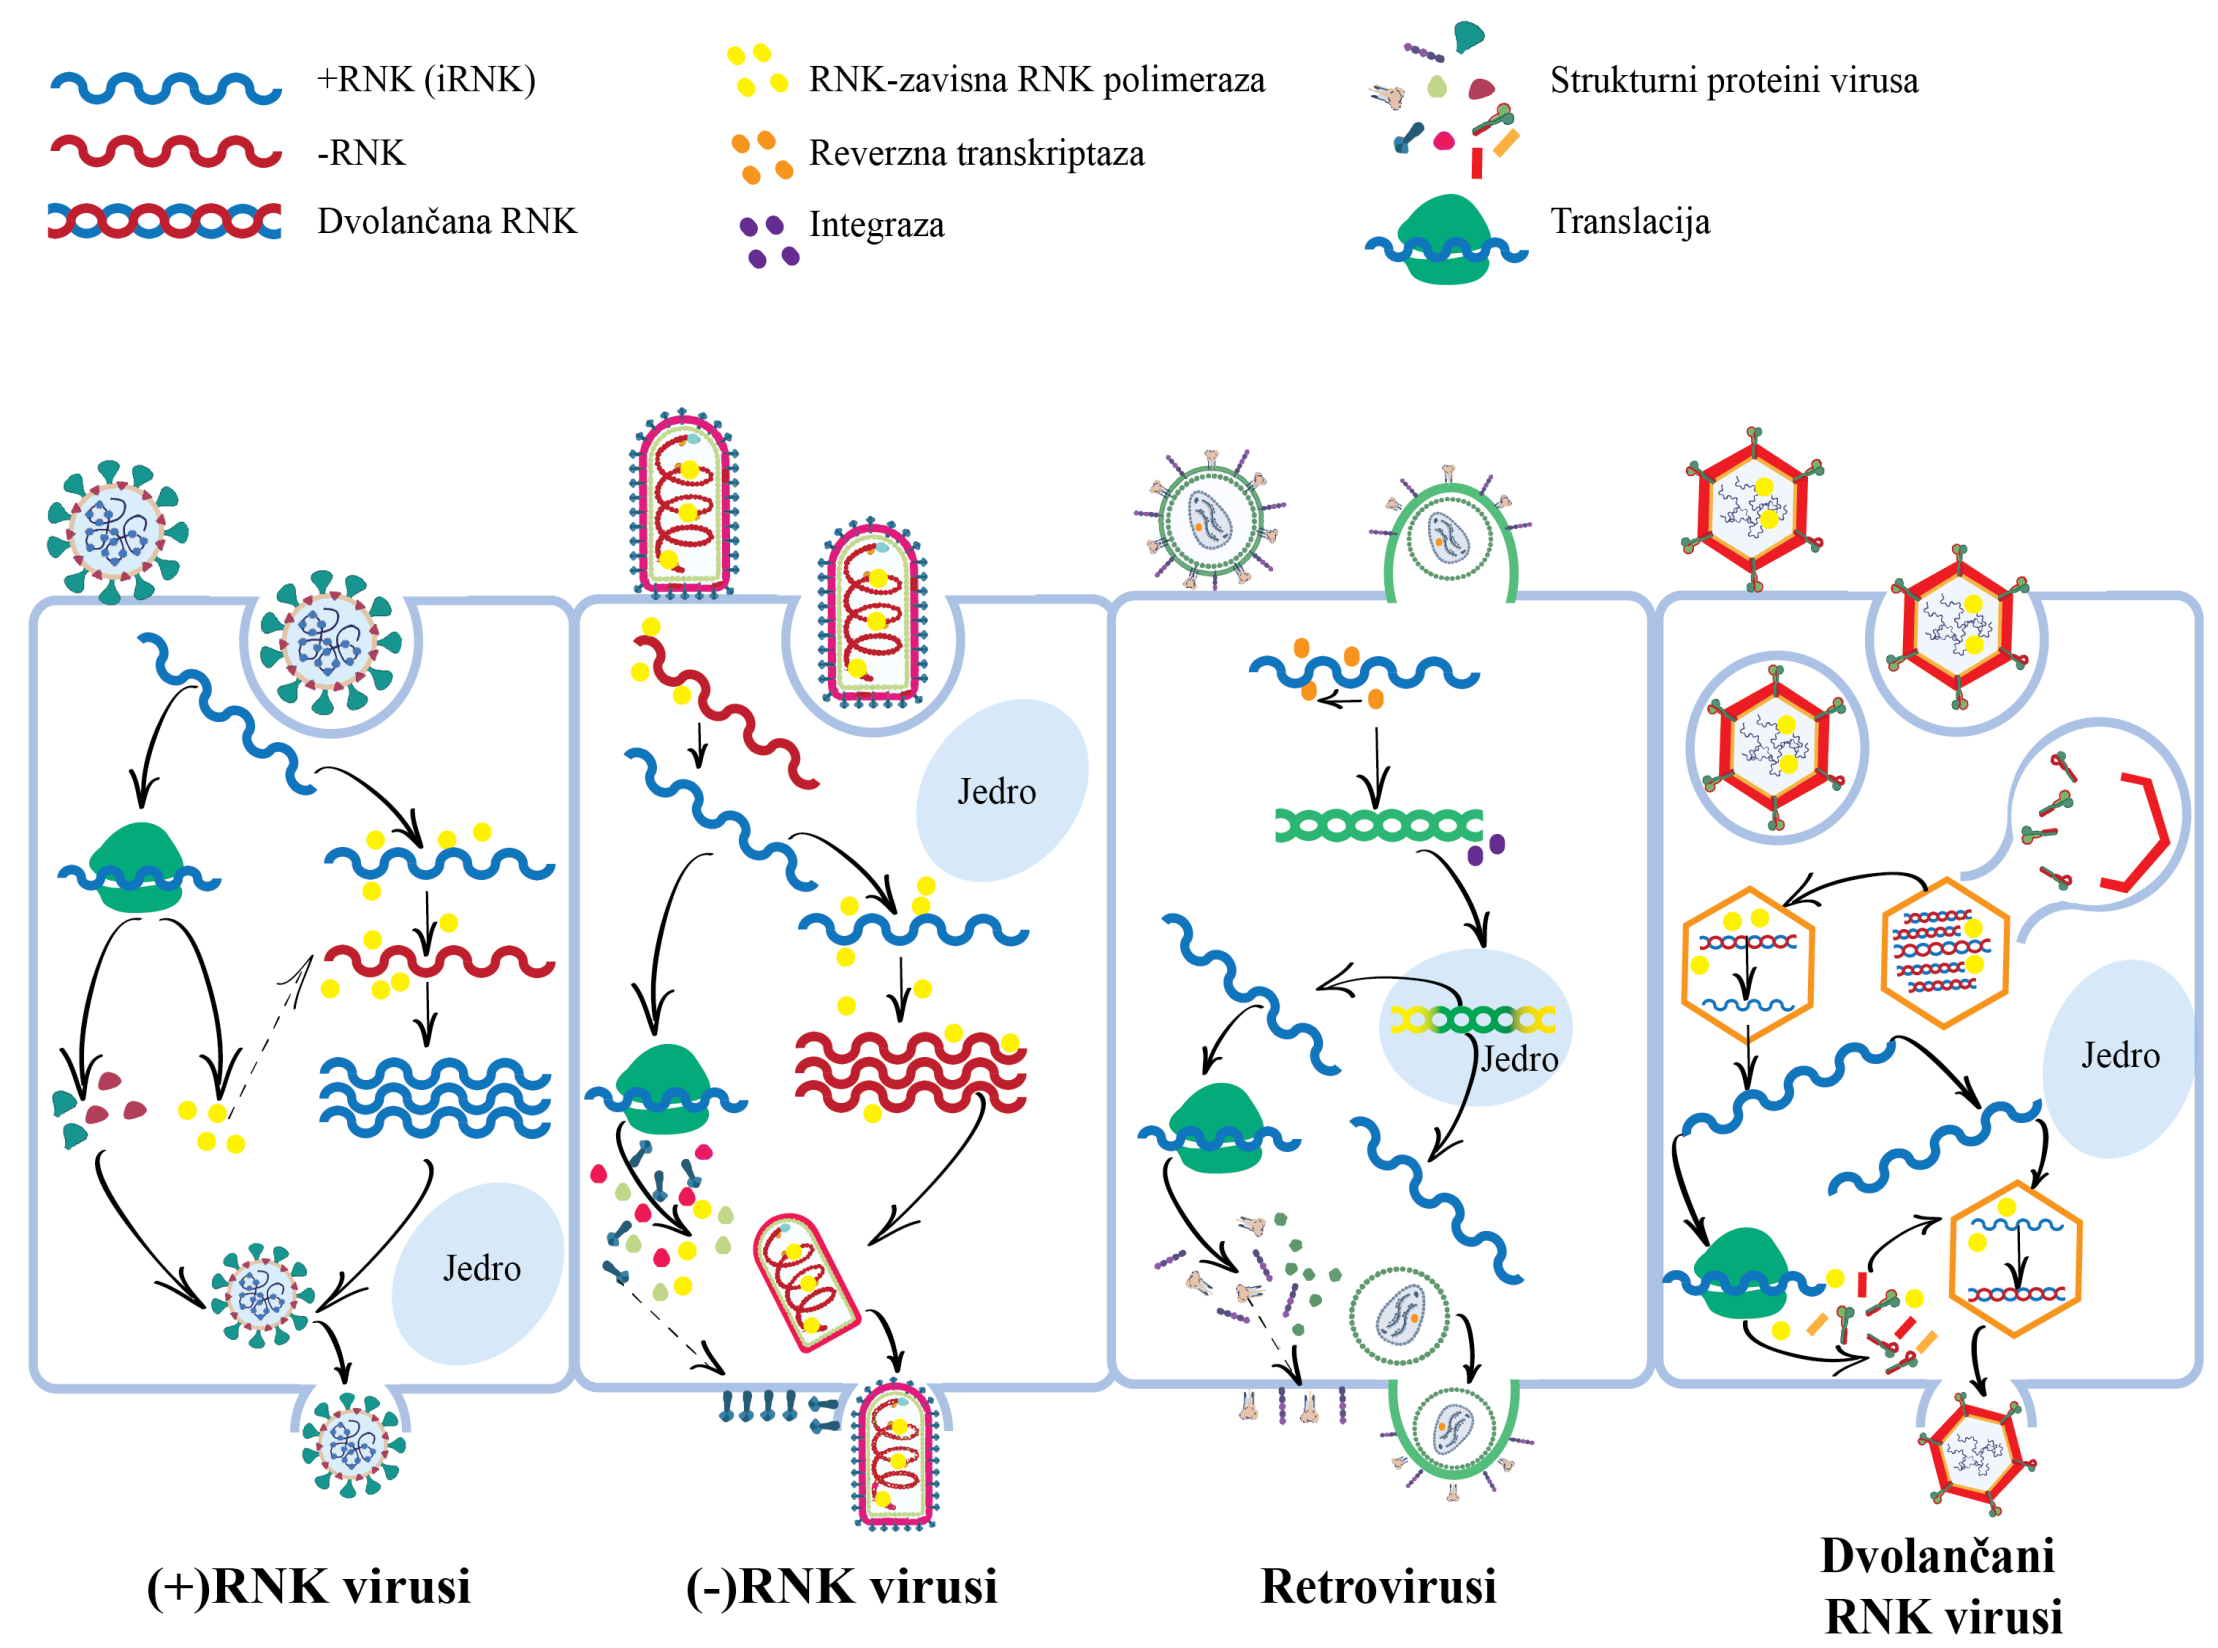 +RNK (iRNK)
-RNK
Dvolančana RNK
RNK-zavisna RNK polimeraza
Reverzna transkriptaza
Integraza
Strukturni proteini virusa
Translacija
Jedro
Jedro
Jedro
Jedro
(+)RNK virusi
(-)RNK virusi
Retrovirusi
Dvolančani
RNK virusi